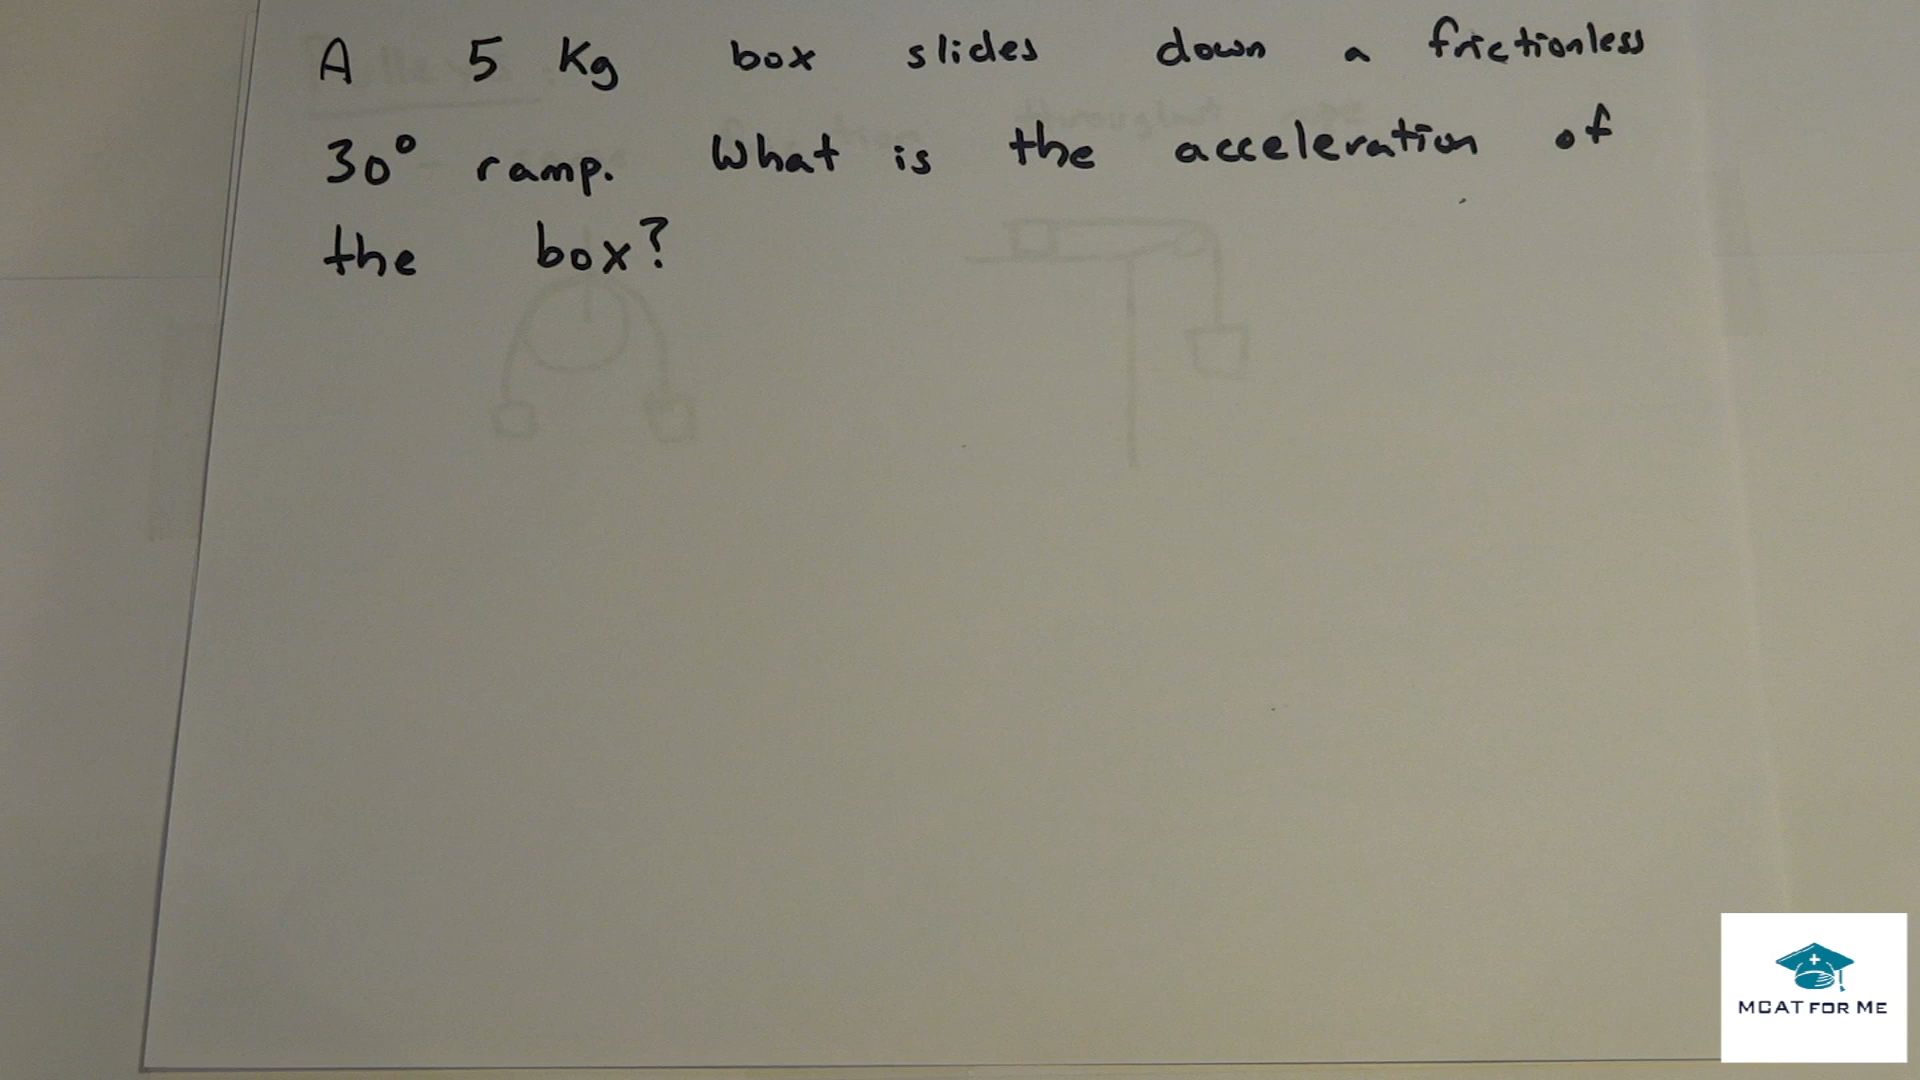 A 5 Kg box slides down a frictionless
30° ramp. What is the acceleration of
the box?
MCAT FOR ME